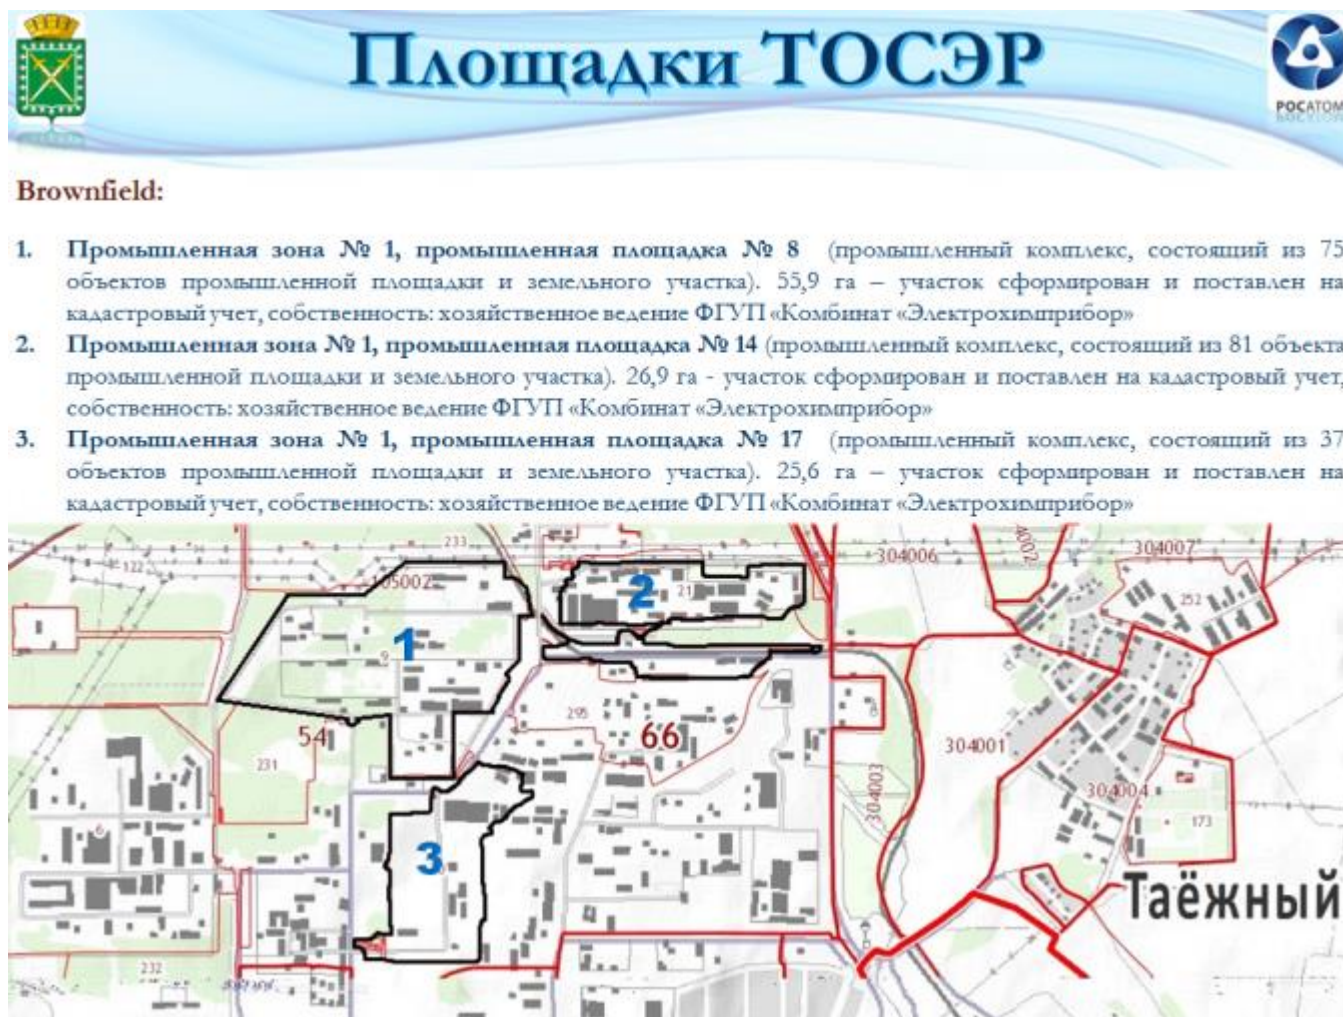 Площадки ТОСЭР
РОСАТОМ
Brownfield:
1. Промышленная зона № 1, промышленная площадка № 8 (промышленный комплекс, состоящий из 75
объектов промышленной площадки и земельного участка). 55,9 га – участок сформирован и поставлен на
кадастровый учет, собственность: хозяйственное ведение ФГУП «Комбинат «Электрохимприбор»
2. Промышленная зона № 1, промышленная площадка № 14 (промышленный комплекс, состоящий из 81 объекта
промышленной площадки и земельного участка). 26,9 га - участок сформирован и поставлен на кадастровый учет,
собственность: хозяйственное ведение ФГУП «Комбинат «Электрохимприбор»
3. Промышленная зона № 1, промышленная площадка № 17 (промышленный комплекс, состоящий из 37
объектов промышленной площадки и земельного участка). 25,6 га – участок сформирован и поставлен на
кадастровый учет, собственность: хозяйственное ведение ФГУП «Комбинат «Электрохимприбор»
233
304006
304002
304007
122
105002
2
21
252
1
9
295
54
66
304001
231
304003
304004
173
6
3
Таёжный
232